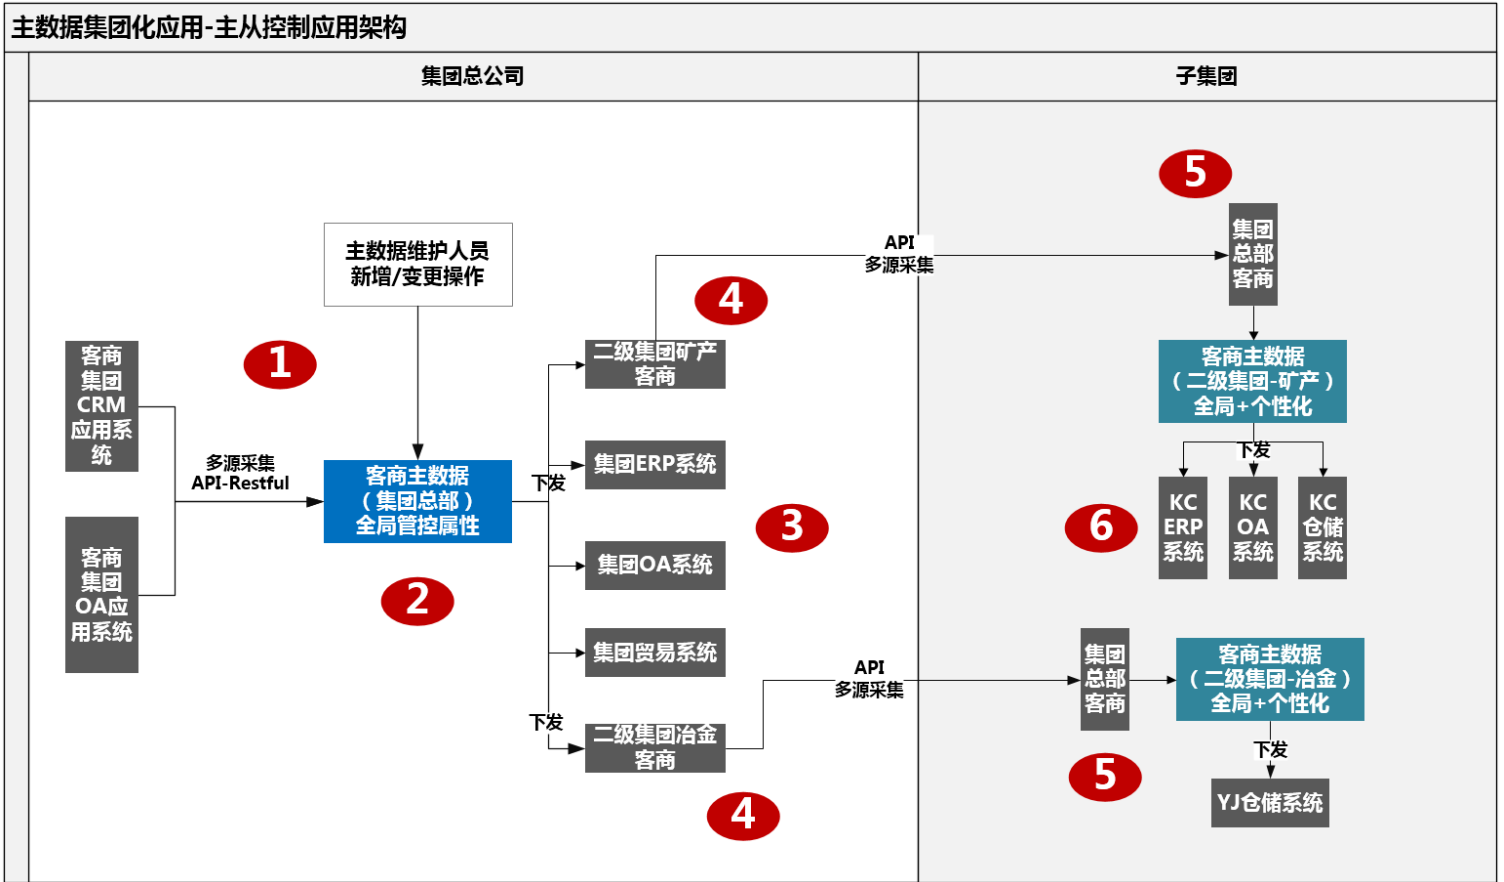 主数据集团化应用-主从控制应用架构
集团总公司
子集团
5
集团
总部
客商
主数据维护人员
新增/变更操作
API
多源采集
4
1
客商
集团
CRM
应用系
统
二级集团矿产
客商
客商主数据
（二级集团-矿产）
全局+个性化
下发
多源采集
API-Restful
客商主数据
（集团总部）
全局管控属性
下发
集团ERP系统
3
6
KC
ERP
系统
KC
OA
系统
KC
仓储
系统
客商
集团
OA应
用系统
2
集团OA系统
集团贸易系统
API
多源采集
集团
总部
客商
客商主数据
（二级集团-冶金）
全局+个性化
下发
二级集团冶金
客商
下发
5
4
YJ仓储系统